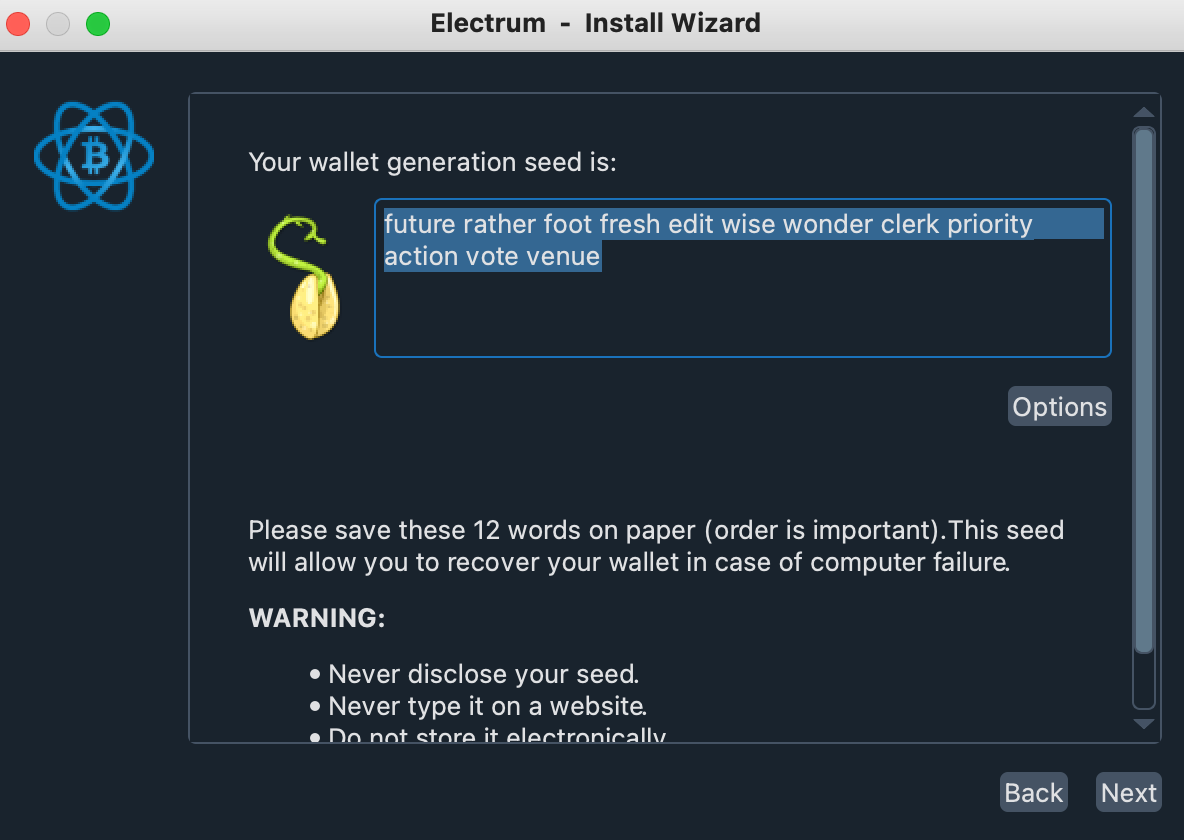 Electrum - Install Wizard
Your wallet generation seed is:
future rather foot fresh edit wise wonder clerk priority
action vote venue
Options
Please save these 12 words on paper (order is important).This seed
will allow you to recover your wallet in case of computer failure.
WARNING:
• Never disclose your seed.
• Never type it on a website.
• Do not store it electronically
Back Next